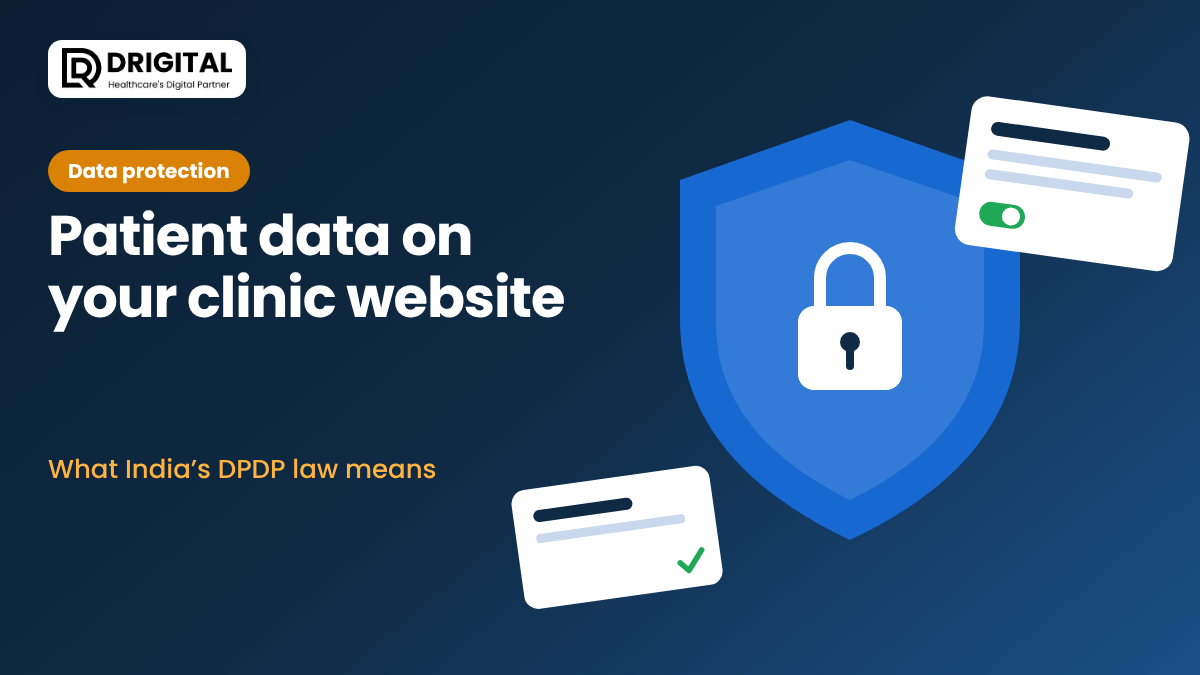 DRIGITAL
Healthcare's Digital Partner
Data protection
Patient data on
your clinic website
What India’s DPDP law means